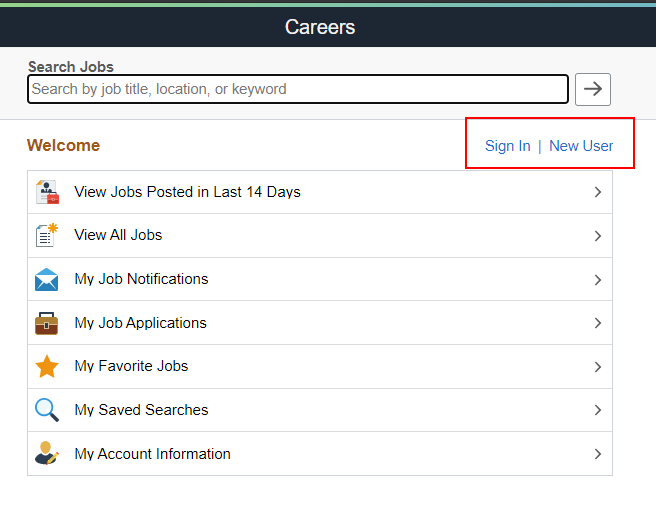 Careers
Search Jobs
Search by job title, location, or keyword
Welcome
Sign In | New User
View Jobs Posted in Last 14 Days
View All Jobs
My Job Notifications
My Job Applications
My Favorite Jobs
My Saved Searches
My Account Information